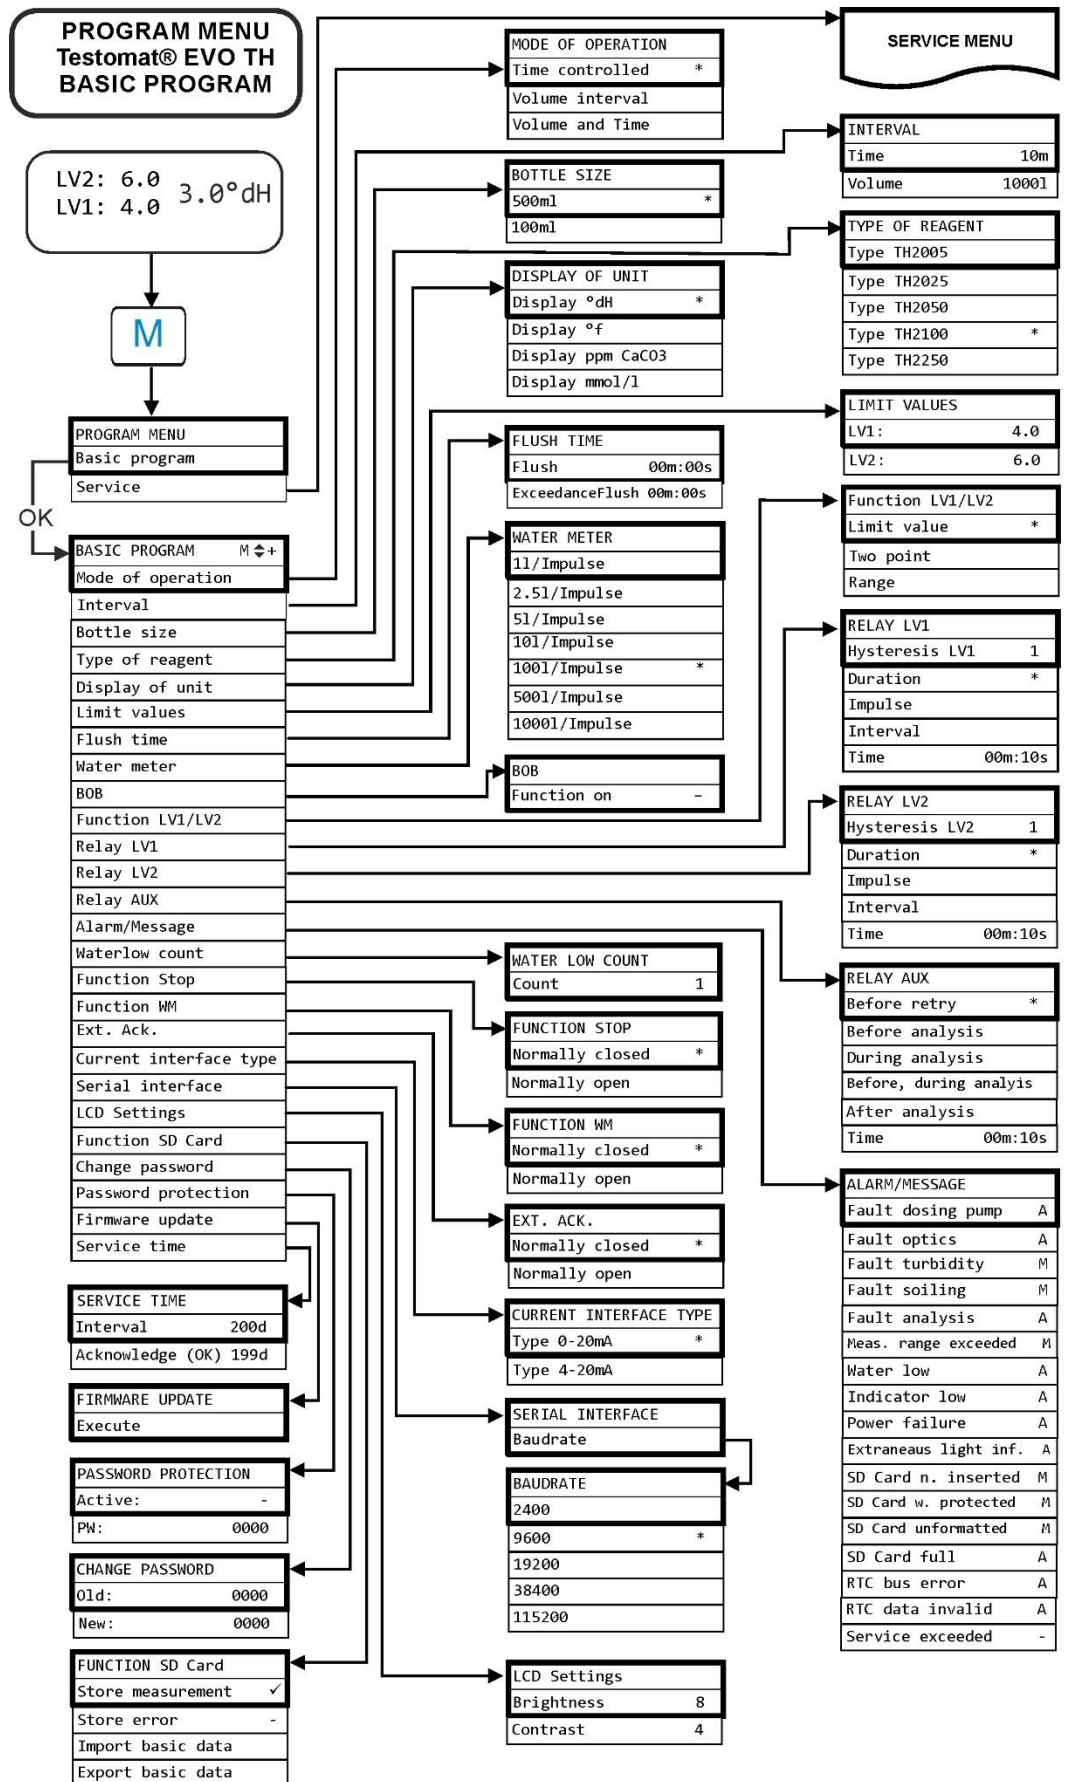 PROGRAM MENU
Testomat® EVO TH
BASIC PROGRAM
LV2: 6.0
LV1: 4.0
3.0°dH
M
PROGRAM MENU
Basic program
Service
OK
BASIC PROGRAM M +
Mode of operation
Interval
Bottle size
Type of reagent
Display of unit
Limit values
Flush time
Water meter
BOB
Function LV1/LV2
Relay LV1
Relay LV2
Relay AUX
Alarm/Message
Waterlow count
Function Stop
Function WM
Ext. Ack.
Current interface type
Serial interface
LCD Settings
Function SD Card
Change password
Password protection
Firmware update
Service time
SERVICE TIME
Interval 200d
Acknowledge (OK) 199d
FIRMWARE UPDATE
Execute
PASSWORD PROTECTION
Active: -
PW: 0000
CHANGE PASSWORD
Old: 0000
New: 0000
FUNCTION SD Card
Store measurement ✓
Store error -
Import basic data
Export basic data
MODE OF OPERATION
Time controlled *
Volume interval
Volume and Time
BOTTLE SIZE
500ml *
100ml
DISPLAY OF UNIT
Display °dH *
Display °f
Display ppm CaCO3
Display mmol/l
FLUSH TIME
Flush 00m:00s
ExceedanceFlush 00m:00s
WATER METER
1l/Impulse
2.5l/Impulse
5l/Impulse
10l/Impulse
100l/Impulse *
500l/Impulse
1000l/Impulse
BOB
Function on -
WATER LOW COUNT
Count 1
FUNCTION STOP
Normally closed *
Normally open
FUNCTION WM
Normally closed *
Normally open
EXT. ACK.
Normally closed *
Normally open
CURRENT INTERFACE TYPE
Type 0-20mA *
Type 4-20mA
SERIAL INTERFACE
Baudrate
BAUDRATE
2400
9600 *
19200
38400
115200
LCD Settings
Brightness 8
Contrast 4
SERVICE MENU
INTERVAL
Time 10m
Volume 1000l
TYPE OF REAGENT
Type TH2005
Type TH2025
Type TH2050
Type TH2100 *
Type TH2250
LIMIT VALUES
LV1: 4.0
LV2: 6.0
Function LV1/LV2
Limit value *
Two point
Range
RELAY LV1
Hysteresis LV1 1
Duration *
Impulse
Interval
Time 00m:10s
RELAY LV2
Hysteresis LV2 1
Duration *
Impulse
Interval
Time 00m:10s
RELAY AUX
Before retry *
Before analysis
During analysis
Before, during analyis
After analysis
Time 00m:10s
ALARM/MESSAGE
Fault dosing pump A
Fault optics A
Fault turbidity M
Fault soiling M
Fault analysis A
Meas. range exceeded M
Water low A
Indicator low A
Power failure A
Extraneaus light inf. A
SD Card n. inserted M
SD Card w. protected M
SD Card unformatted M
SD Card full A
RTC bus error A
RTC data invalid A
Service exceeded -